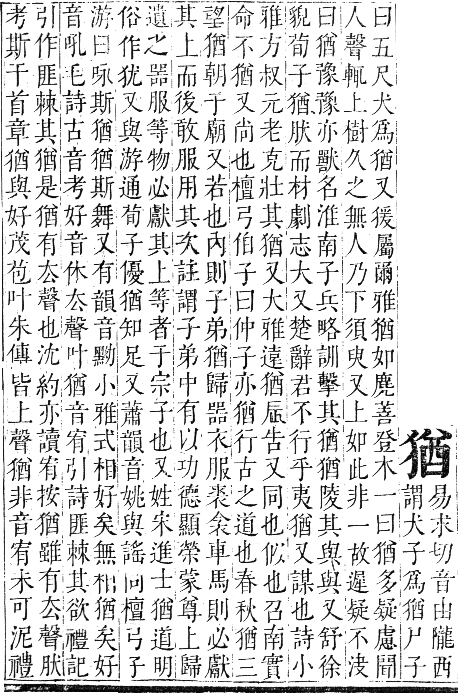 猶
易求切音由隴西
謂犬子爲猶尸子
曰五尺犬爲猶又猨屬爾雅猶如麂善登木一曰猶多疑慮聞
人聲輒上樹久之無人乃下須臾又上如此非一故遲疑不決
曰猶豫豫亦獸名淮南子兵略訓擊其猶猶陵其與與又舒徐
貌荀子猶肰而材劇志大又楚辭君不行乎夷猶又謀也詩小
雅方叔元老克壯其猶又大雅遠猶辰告又同也似也召南實
命不猶又尚也檀弓伯子曰仲子亦猶行古之道也春秋猶三
望猶朝于廟又若也內則子弟猶歸器衣服裘衾車馬則必獻
其上而後敢服用其次註謂子弟中有以功德顯榮蒙尊上歸
遺之器服等物必獻其上等者于宗子也又姓宋進士猶道明
俗作犹又與游通荀子優猶知足又蕭韻音姚與謠同檀弓子
游曰咏斯猶猶斯舞又有韻音黝小雅式相好矣無相猶矣好
音吼毛詩古音考好音休去聲叶猶音宥引詩匪棘其欲禮記
引作匪棘其猶是猶有去聲也沈約亦讀宥按猶雖有去聲肰
考斯干首章猶與好茂苞叶朱傳皆上聲猶非音宥未可泥禮